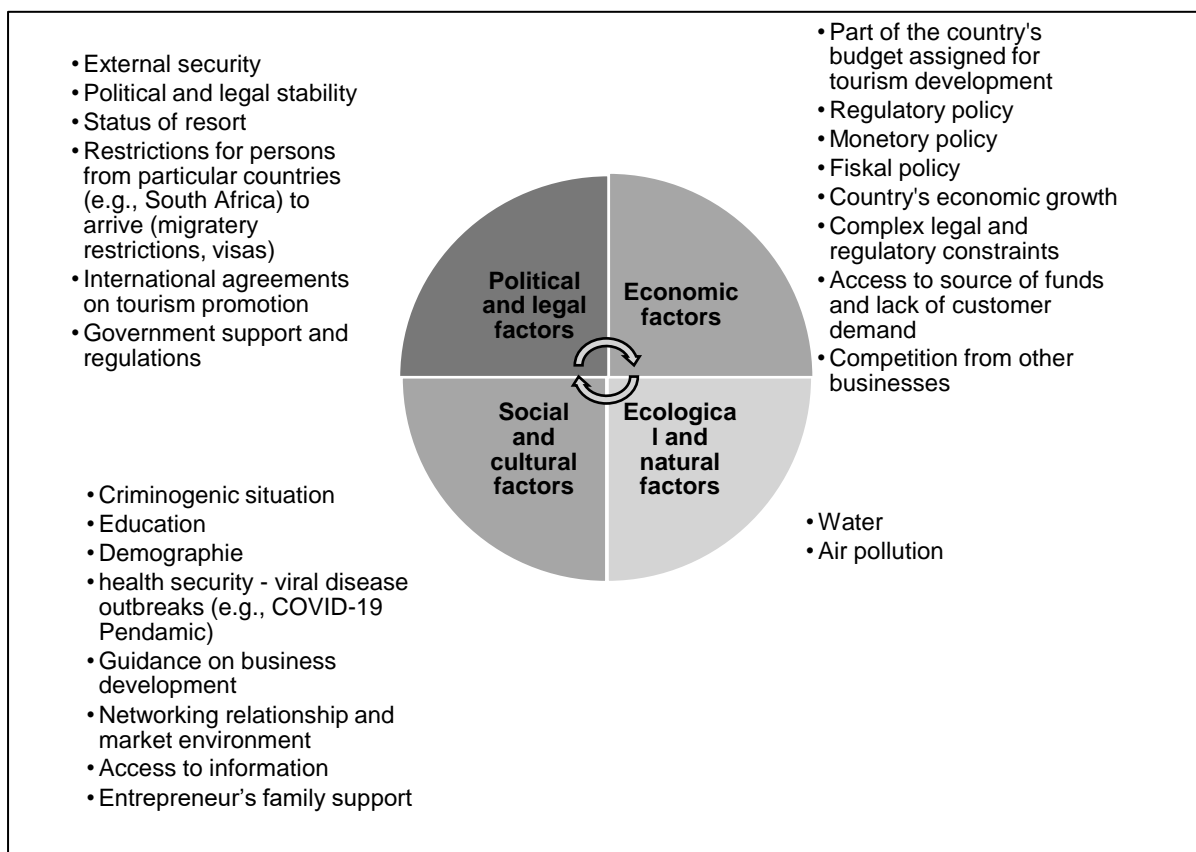 • External security
• Political and legal stability
• Status of resort
• Restrictions for persons
from particular countries
(e.g., South Africa) to
arrive (migratery
restrictions, visas)
• International agreements
on tourism promotion
• Government support and
regulations
• Part of the country's
budget assigned for
tourism development
• Regulatory policy
• Monetory policy
• Fiskal policy
• Country's economic growth
• Complex legal and
regulatory constraints
• Access to source of funds
and lack of customer
demand
• Competition from other
businesses
Political
and legal
factors
Economic
factors
Social
and
cultural
factors
Ecologica
l and
natural
factors
• Criminogenic situation
• Education
• Demographie
• health security - viral disease
outbreaks (e.g., COVID-19
Pendamic)
• Guidance on business
development
• Networking relationship and
market environment
• Access to information
• Entrepreneur’s family support
• Water
• Air pollution